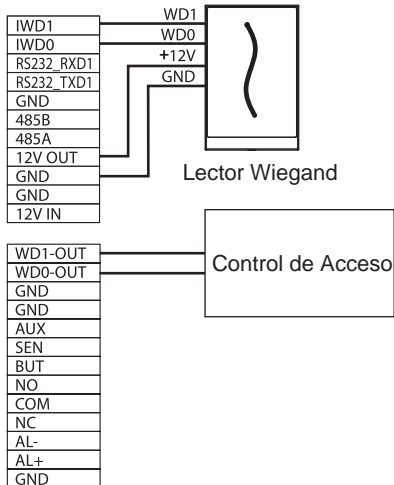 IWD1
IWD0
RS232_RXD1
RS232_TXD1
GND
485B
485A
12V OUT
GND
GND
12V IN
WD1
WD0
+12V
GND
Lector Wiegand
WD1-OUT
WD0-OUT
GND
GND
AUX
SEN
BUT
NO
COM
NC
AL-
AL+
GND
Control de Acceso